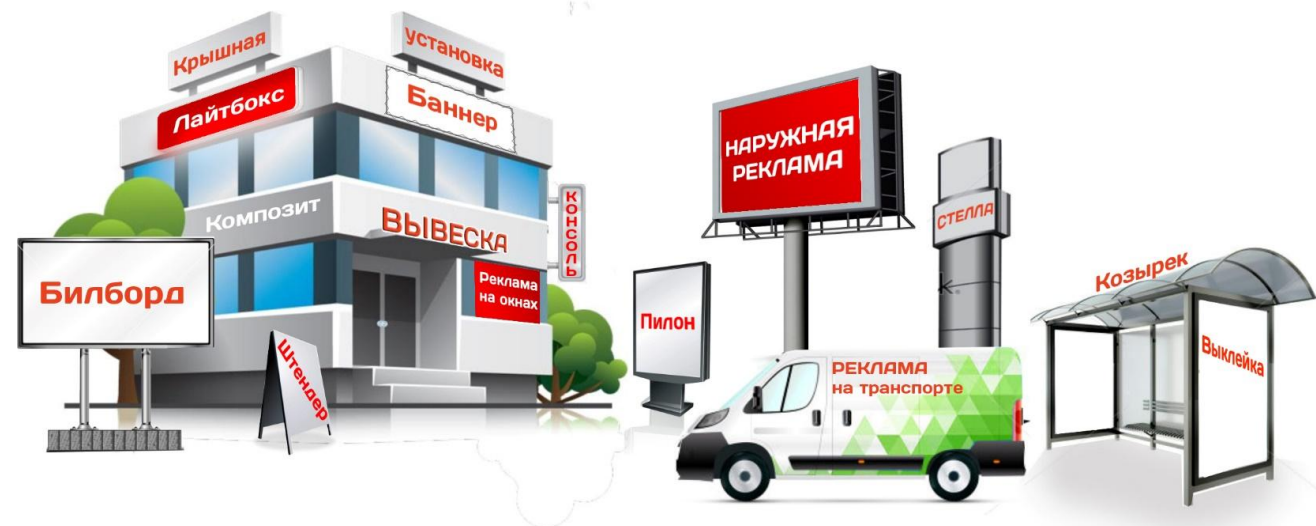 Крышная
установка
Лайтбокс
Баннер
Композит
ВЫВЕСКА
КОНСОЛЬ
Реклама
на окнах
Билборд
Штендер
НАРУЖНАЯ
РЕКЛАМА
СТЕЛЛА
Пилон
РЕКЛАМА
на транспорте
Козырек
Выклейка